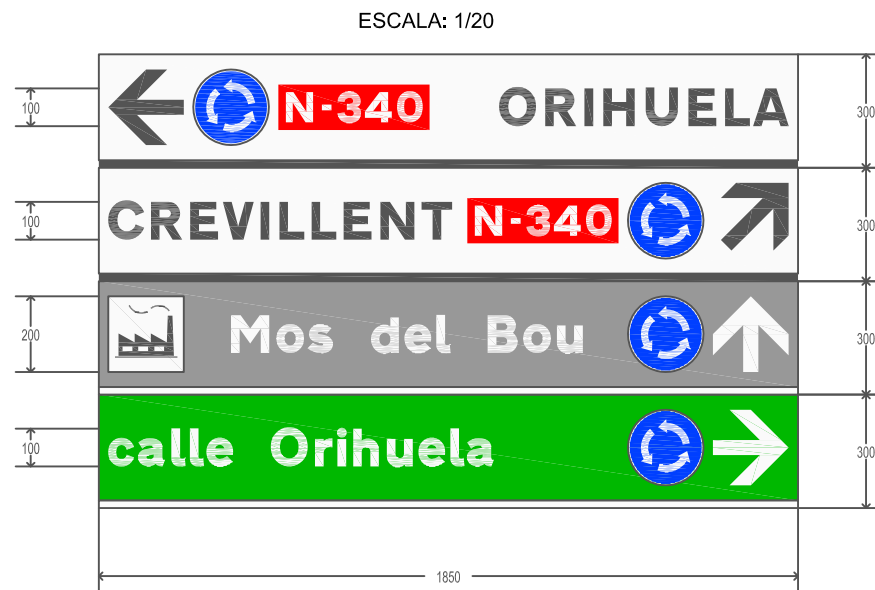 ESCALA: 1/20
100 N-340 ORIHUELA 300
100 CREVILLENT N-340 300
200 Mos del Bou 300
100 calle Orihuela 300
1850